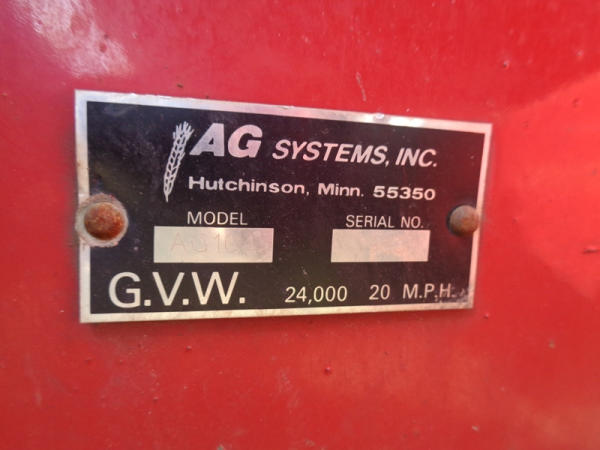 AG SYSTEMS, INC.
Hutchinson, Minn. 55350
MODEL SERIAL NO.
G.V.W. 24,000 20 M.P.H.